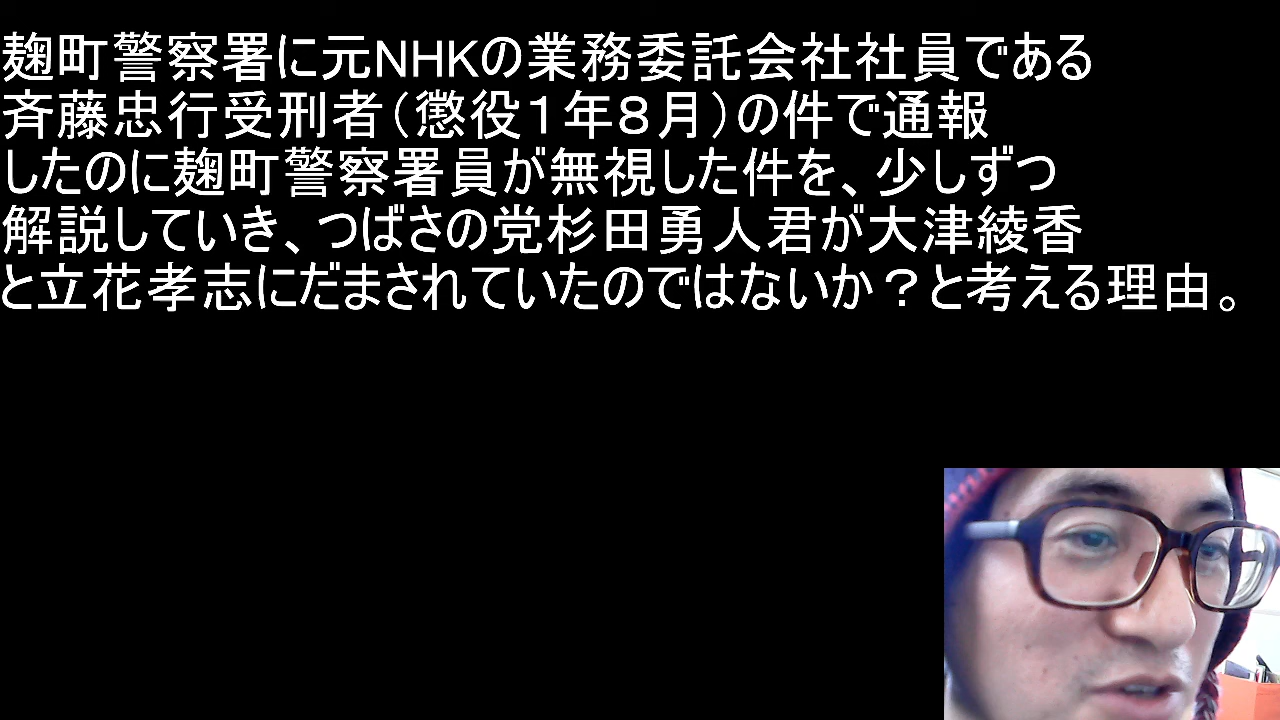 麹町警察署に元NHKの業務委託会社社員である
斉藤忠行受刑者（懲役１年８月）の件で通報
したのに麹町警察署員が無視した件を、少しずつ
解説していき、つばさの党杉田勇人君が大津綾香
と立花孝志にだまされていたのではないか？と考える理由。